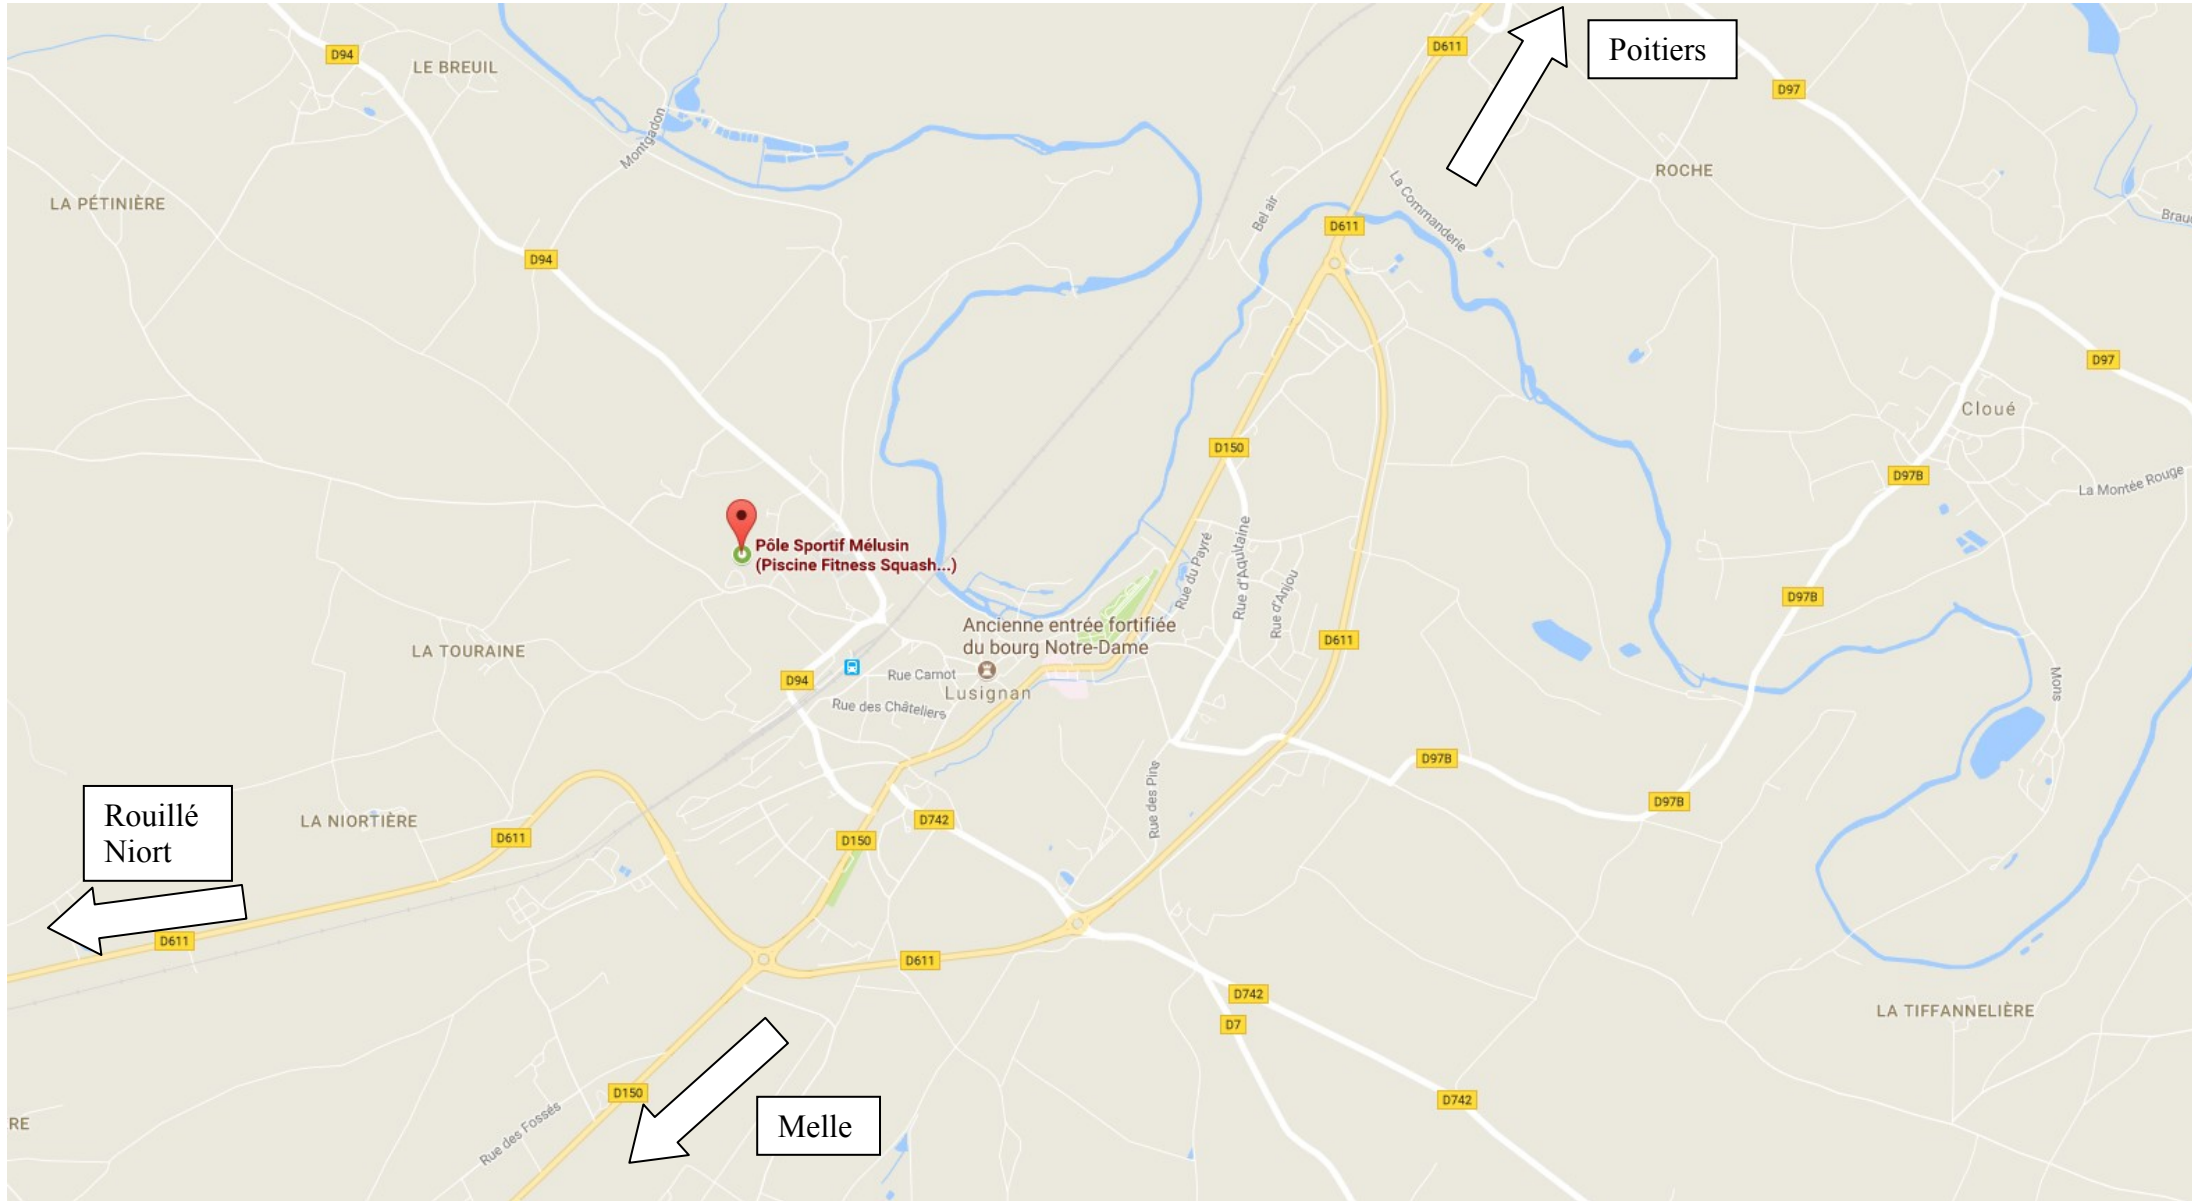 D611
Poitiers
D94
LE BREUIL
D97
Montgadon
ROCHE
LA PÉTINIÈRE
La Commanderie
Bel air
D611
D94
D97
Cloué
D150
D97B
La Montée Rouge
Pôle Sportif Mélusin
(Piscine Fitness Squash...)
Rue du Payré
Rue d'Aquitaine
Rue d'Anjou
D97B
Ancienne entrée fortifiée
du bourg Notre-Dame
D611
LA TOURAINE
D94
Rue Carnot
Lusignan
Rue des Châteliers
Mons
D97B
D97B
Rue des Pins
Rouillé
Niort
LA NIORTIÈRE
D611
D742
D150
D611
D611
D742
D7
LA TIFFANNELIÈRE
D150
D742
Rue des Fossés
Melle
RE